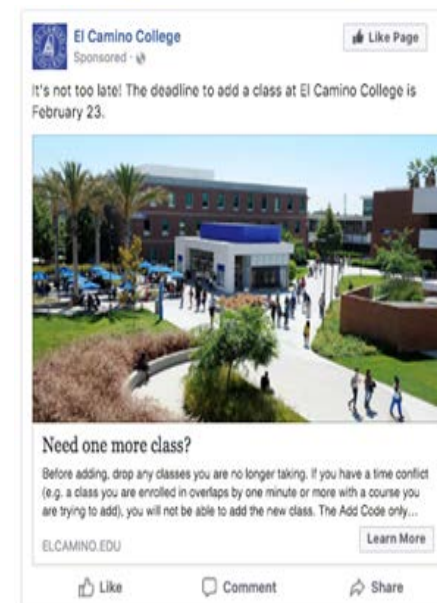 El Camino College
Like Page
Sponsored ·
It's not too late! The deadline to add a class at El Camino College is
February 23.
Need one more class?
Before adding, drop any classes you are no longer taking. If you have a time conflict
(e.g. a class you are enrolled in overlaps by one minute or more with a course you
are trying to add), you will not be able to add the new class. The Add Code only...
ELCAMINO.EDU
Learn More
Like
Comment
Share